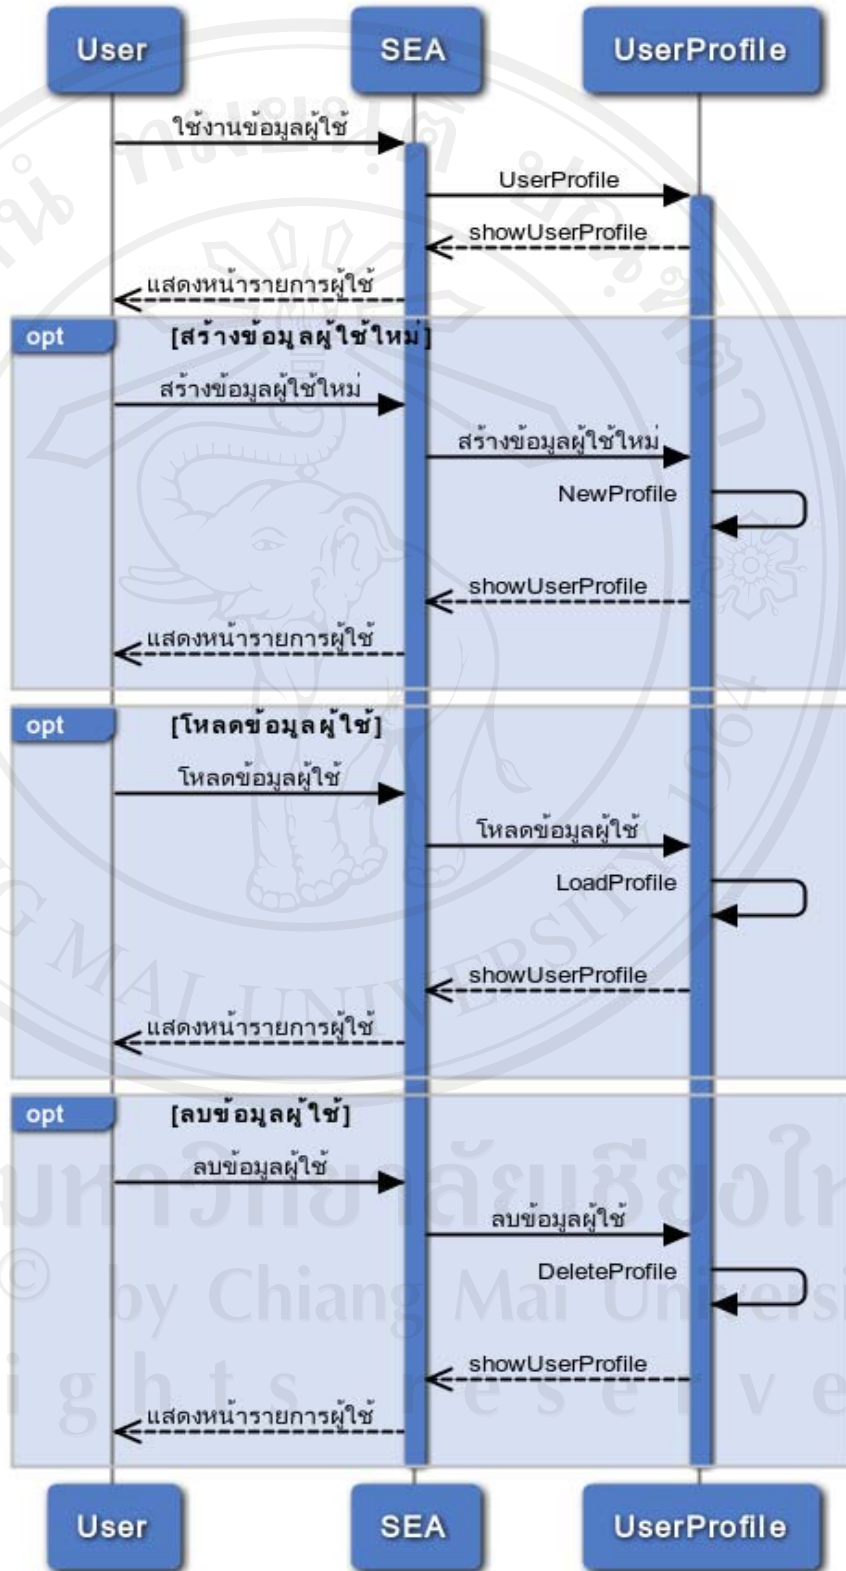 User SEA UserProfile
ใช้งานข้อมูลผู้ใช้
UserProfile
showUserProfile
แสดงหน้ารายการผู้ใช้
opt [สร้างข้อมูลผู้ใช้ใหม่]
สร้างข้อมูลผู้ใช้ใหม่
สร้างข้อมูลผู้ใช้ใหม่
NewProfile
showUserProfile
แสดงหน้ารายการผู้ใช้
opt [โหลดข้อมูลผู้ใช้]
โหลดข้อมูลผู้ใช้
โหลดข้อมูลผู้ใช้
LoadProfile
showUserProfile
แสดงหน้ารายการผู้ใช้
opt [ลบข้อมูลผู้ใช้]
ลบข้อมูลผู้ใช้
ลบข้อมูลผู้ใช้
DeleteProfile
showUserProfile
แสดงหน้ารายการผู้ใช้
User SEA UserProfile
G MAI UNIVERSITY 1964
© by Chiang Mai Universi